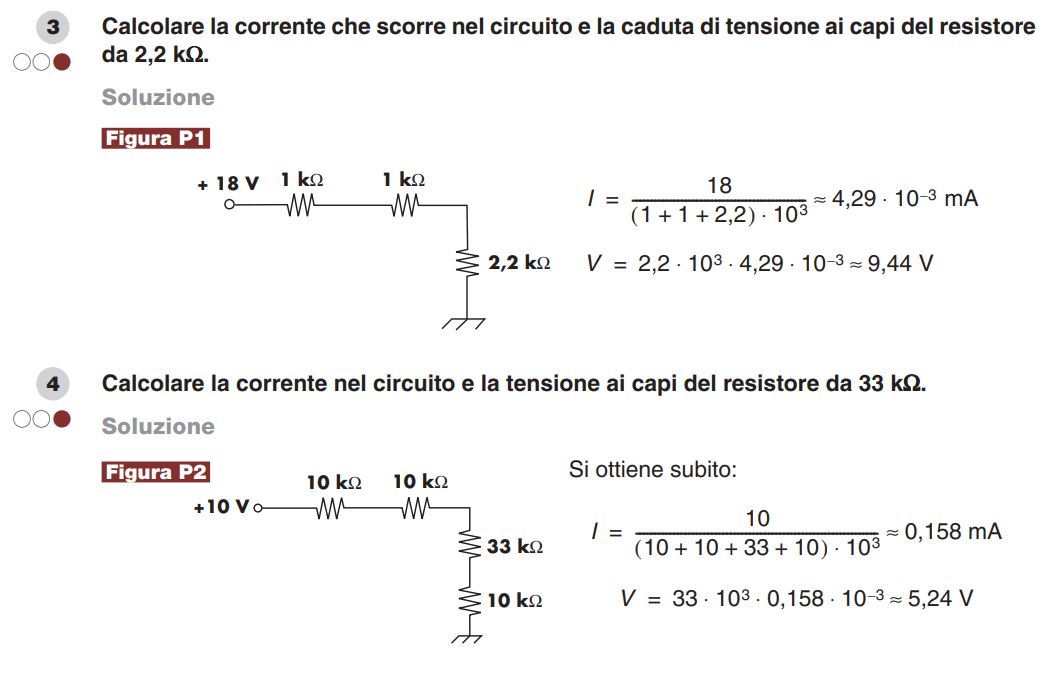 3
Calcolare la corrente che scorre nel circuito e la caduta di tensione ai capi del resistore
da 2,2 kΩ.
Soluzione
Figura P1
+ 18 V 1 kΩ 1 kΩ
2,2 kΩ
I = 18 / (1 + 1 + 2,2) · 10³ ≈ 4,29 · 10⁻³ mA
V = 2,2 · 10³ · 4,29 · 10⁻³ ≈ 9,44 V
4
Calcolare la corrente nel circuito e la tensione ai capi del resistore da 33 kΩ.
Soluzione
Figura P2
+10 V 10 kΩ 10 kΩ
33 kΩ
10 kΩ
Si ottiene subito:
I = 10 / (10 + 10 + 33 + 10) · 10³ ≈ 0,158 mA
V = 33 · 10³ · 0,158 · 10⁻³ ≈ 5,24 V